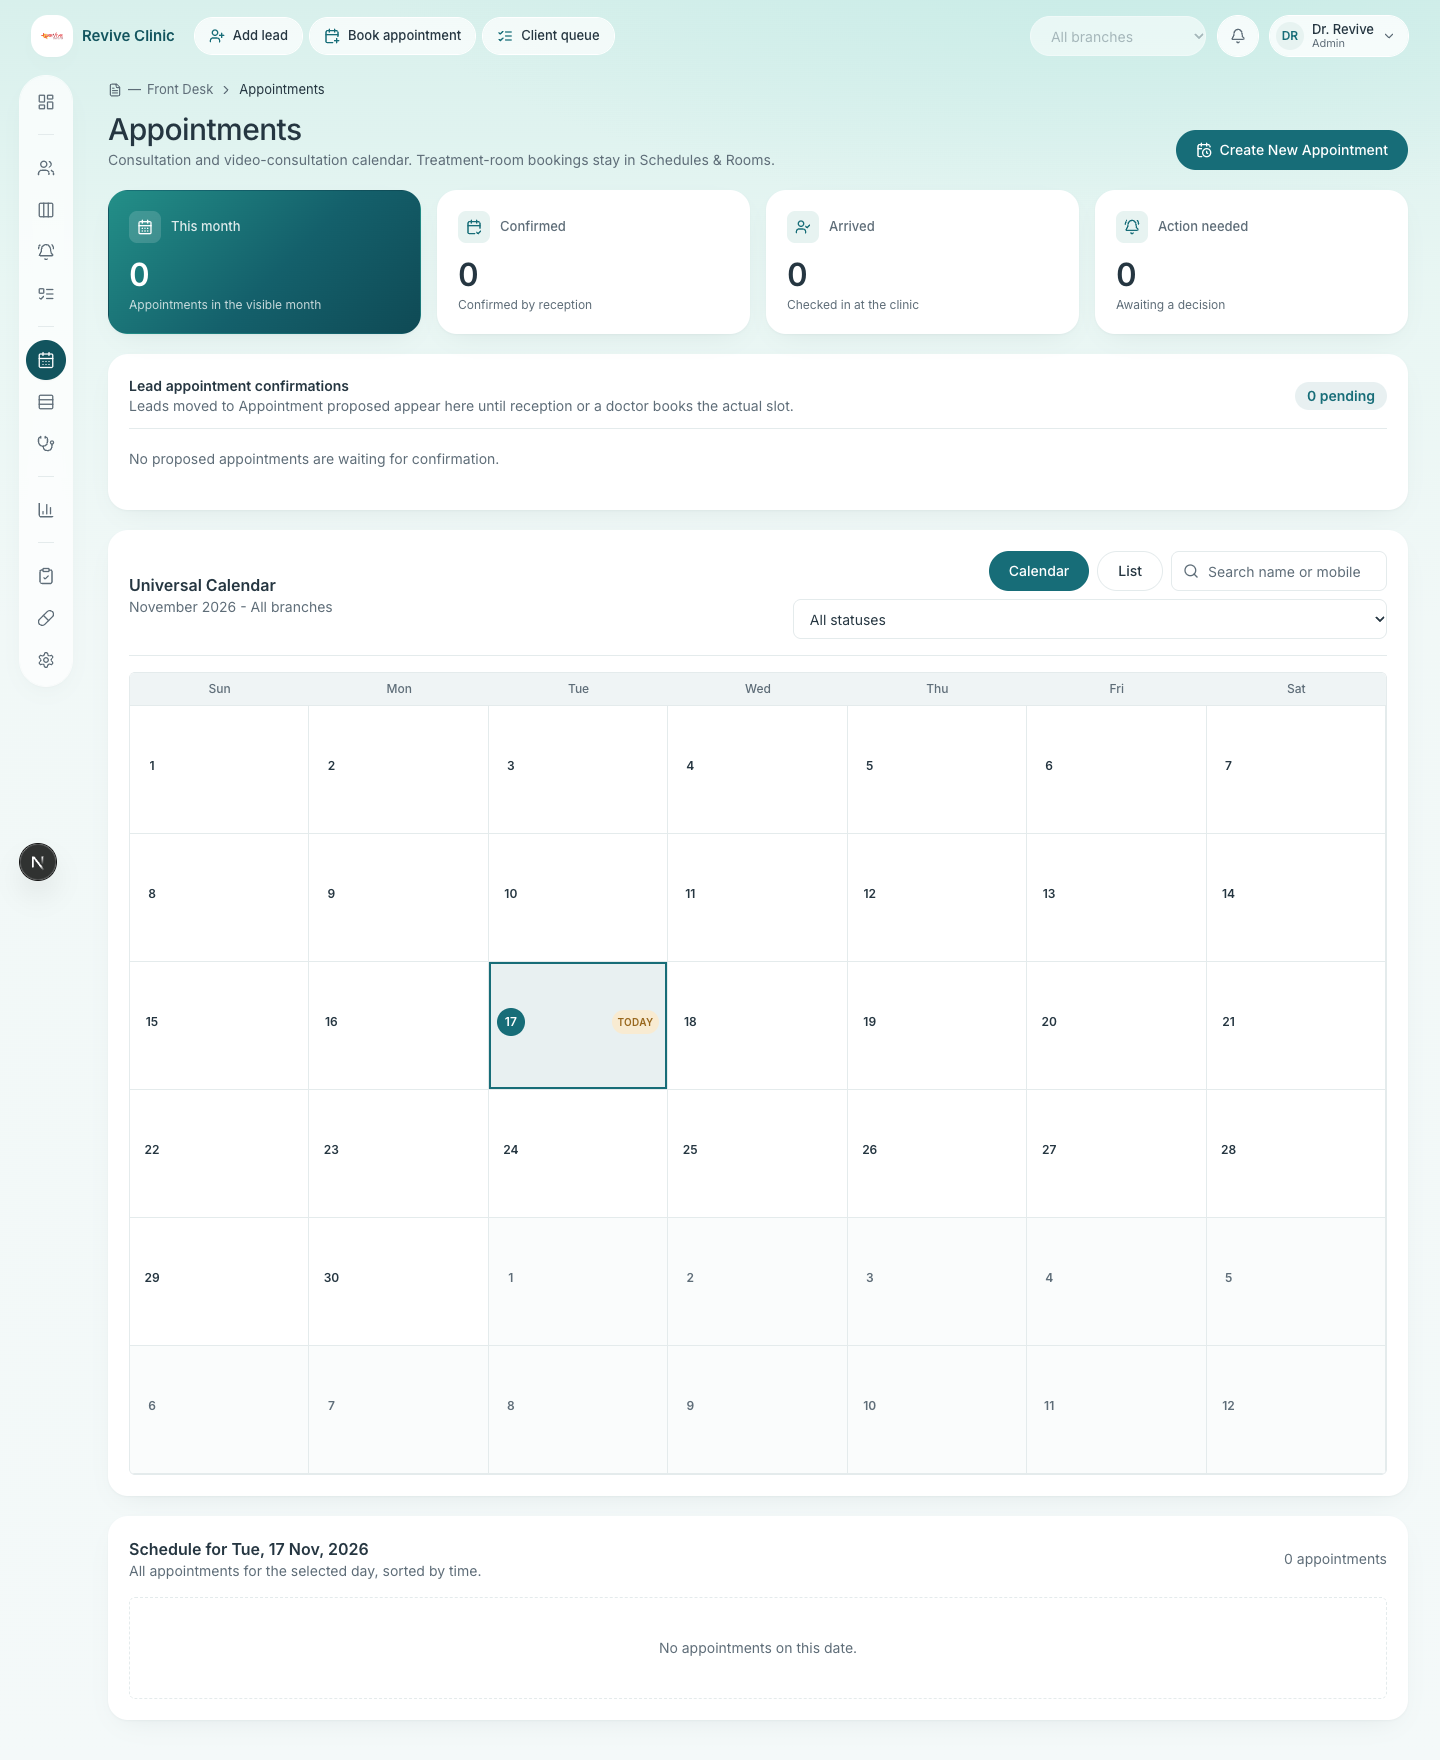 Revive Clinic
Add lead
Book appointment
Client queue
All branches
DR
Dr. Revive
Admin
— Front Desk > Appointments
Appointments
Consultation and video-consultation calendar. Treatment-room bookings stay in Schedules & Rooms.
Create New Appointment
This month
0
Appointments in the visible month
Confirmed
0
Confirmed by reception
Arrived
0
Checked in at the clinic
Action needed
0
Awaiting a decision
Lead appointment confirmations
Leads moved to Appointment proposed appear here until reception or a doctor books the actual slot.
0 pending
No proposed appointments are waiting for confirmation.
Universal Calendar
November 2026 - All branches
Calendar
List
Search name or mobile
All statuses
Sun Mon Tue Wed Thu Fri Sat
1 2 3 4 5 6 7
8 9 10 11 12 13 14
15 16 17 TODAY 18 19 20 21
22 23 24 25 26 27 28
29 30 1 2 3 4 5
6 7 8 9 10 11 12
N
Schedule for Tue, 17 Nov, 2026
All appointments for the selected day, sorted by time.
0 appointments
No appointments on this date.